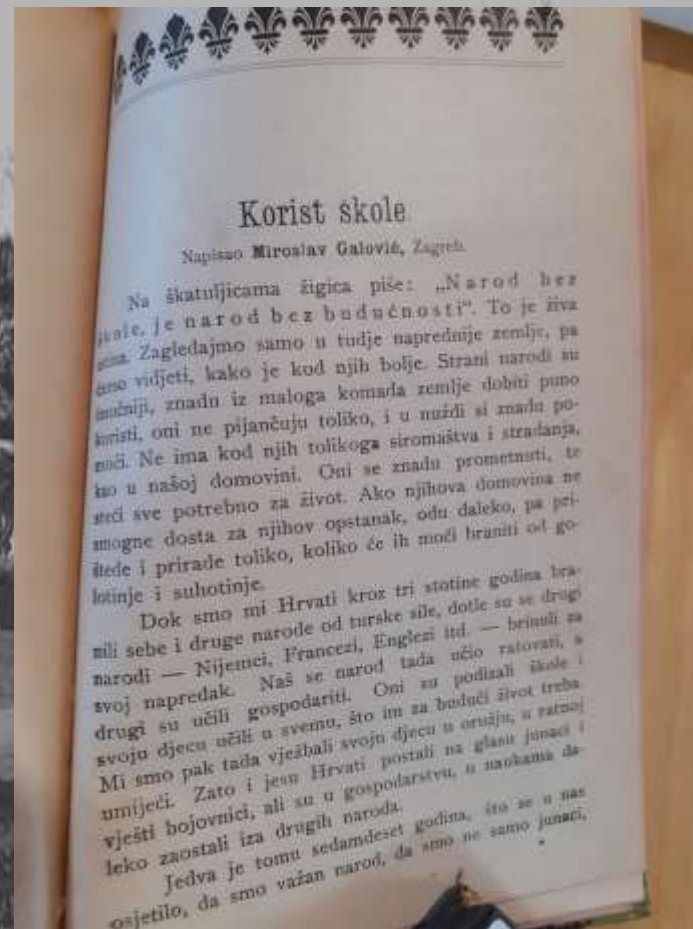 Korist škole
Napisao Miroslav Galović, Zagreb.
Na škatuljicama žigica piše: „Narod bez
škole, je narod bez budućnosti“. To je živa
Zagledajmo samo u tudje naprednije zemlje, pa
ćemo vidjeti, kako je kod njih bolje. Strani narodi su
imućniji, znadu iz maloga komada zemlje dobiti puno
koristi, oni ne pijančuju toliko, i u nuždi si znadu po-
moći. Ne ima kod njih tolikoga siromaštva i stradanja,
kao u našoj domovini. Oni se znadu prometnuti, te
steći sve potrebno za život. Ako njihova domovina ne
smogne dosta za njihov opstanak, odu daleko, pa pri-
štede i prirade toliko, koliko će ih moći braniti od go-
lotinje i suhotinje.
Dok smo mi Hrvati kroz tri stotine godina bra-
nili sebe i druge narode od turske sile, dotle su se drugi
narodi — Nijemci, Francezi, Englezi itd. — brinuli za
svoj napredak. Naš se narod tada učio ratovati, a
drugi su učili gospodariti. Oni su podizali škole i
svoju djecu učili u svemu, što im za budući život treba.
Mi smo pak tada vježbali svoju djecu u oružju, u ratnoj
umijeći. Zato i jesu Hrvati postali na glasu junaci i
vješti bojovnici, ali su u gospodarstvu, u naukama da-
leko zaostali iza drugih naroda.
Jedva je tomu sedamdeset godina, što se u nas
osjetilo, da smo važan narod, da smo ne samo junaci,